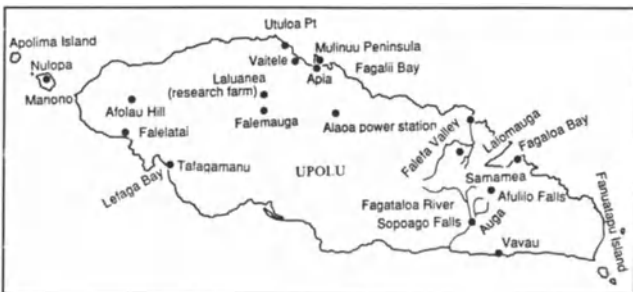 Utuloa Pt
Apolima Island
Mulinuu Peninsula
Nulopa
Vaitele
Fagalii Bay
Apia
Laluanea
(research farm)
Manono
Afolau Hill
Falemauga
Alaoa power station
Falefa Valley
Lalomauga
Fagaloa Bay
Falelatai
Lefaga Bay
Tafagamanu
UPOLU
Samamea
Fagataloa River
Afulilo Falls
Sopoago Falls
Auga
Vavau
Fanuatapu Island